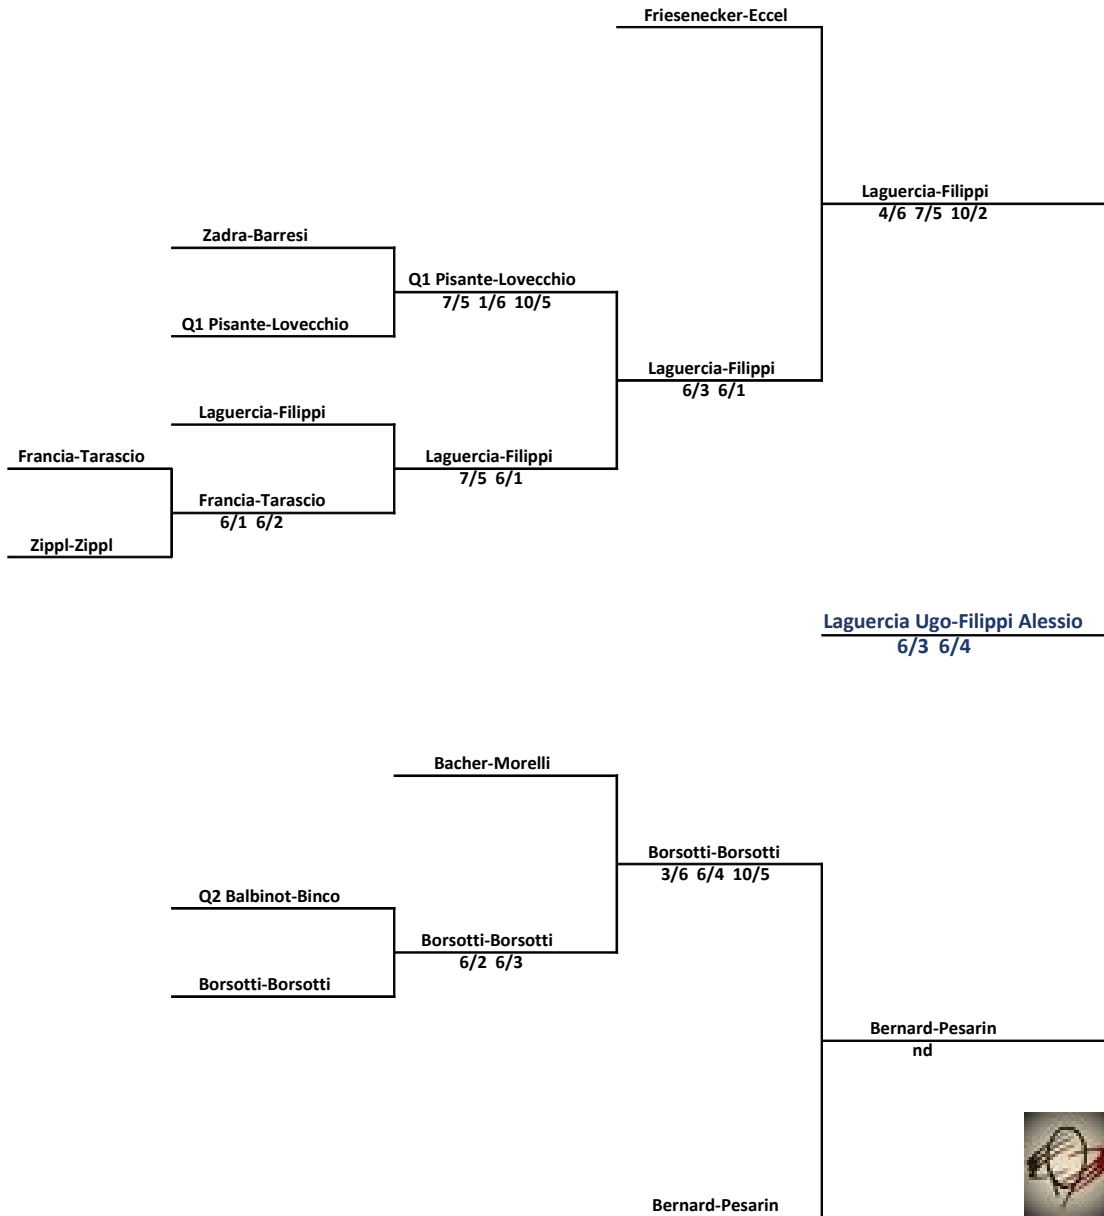 Friesenecker-Eccel
Laguercia-Filippi
4/6 7/5 10/2
Zadra-Barresi
Q1 Pisante-Lovecchio
7/5 1/6 10/5
Q1 Pisante-Lovecchio
Laguercia-Filippi
6/3 6/1
Laguercia-Filippi
Francia-Tarascio
Laguercia-Filippi
7/5 6/1
Francia-Tarascio
6/1 6/2
Zippl-Zippl
Laguercia Ugo-Filippi Alessio
6/3 6/4
Bacher-Morelli
Borsotti-Borsotti
3/6 6/4 10/5
Q2 Balbinot-Binco
Borsotti-Borsotti
6/2 6/3
Borsotti-Borsotti
Bernard-Pesarin
nd
Bernard-Pesarin